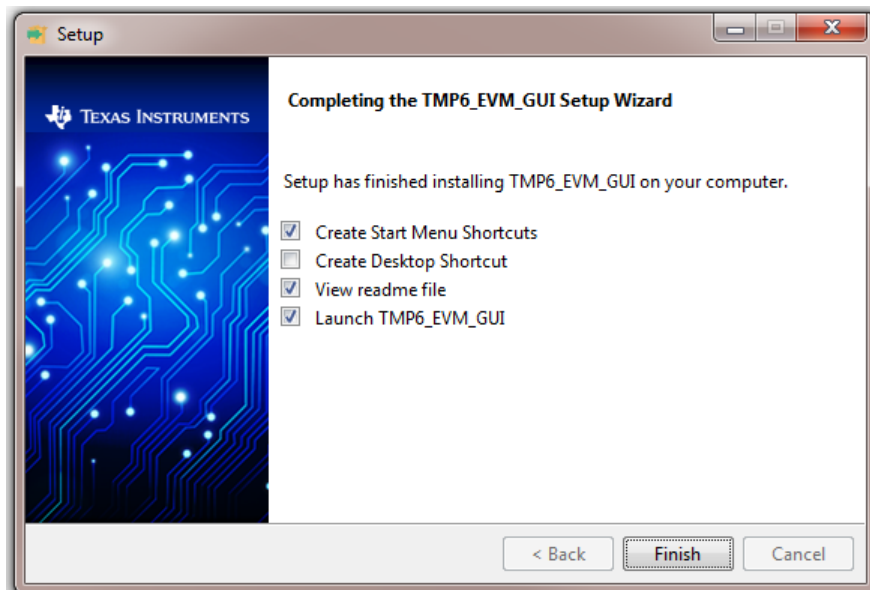 Setup
TEXAS INSTRUMENTS
Completing the TMP6_EVM_GUI Setup Wizard
Setup has finished installing TMP6_EVM_GUI on your computer.
Create Start Menu Shortcuts
Create Desktop Shortcut
View readme file
Launch TMP6_EVM_GUI
< Back Finish Cancel